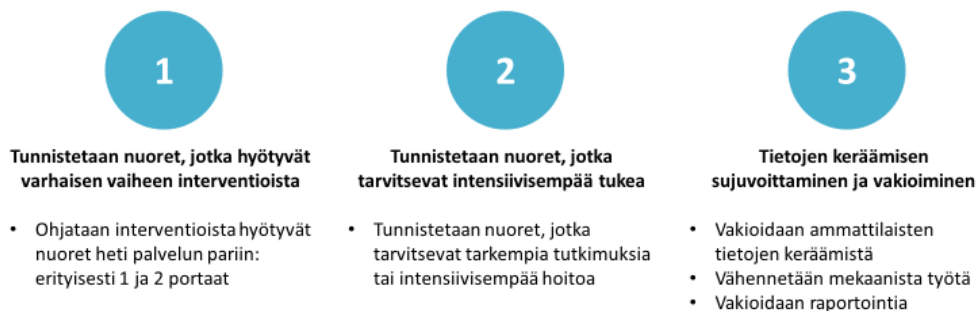 1
Tunnistetaan nuoret, jotka hyötyvät
varhaisen vaiheen interventioista
• Ohjataan interventioista hyötyvät
nuoret heti palvelun pariin:
erityisesti 1 ja 2 portaat
2
Tunnistetaan nuoret, jotka
tarvitsevat intensiivisempää tukea
• Tunnistetaan nuoret, jotka
tarvitsevat tarkempia tutkimuksia
tai intensiivisempää hoitoa
3
Tietojen keräämisen
sujuvoittaminen ja vakioiminen
• Vakioidaan ammattilaisten
tietojen keräämistä
• Vähennetään mekaanista työtä
• Vakioidaan raportointia